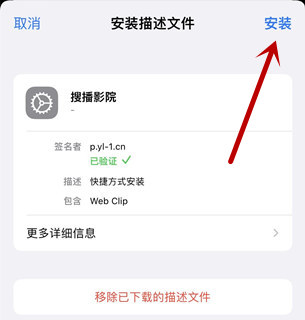 取消 安装描述文件 安装
搜播影院
-
签名者 p.yl-1.cn
已验证 ✓
描述 快捷方式安装
包含 Web Clip
更多详细信息
移除已下载的描述文件